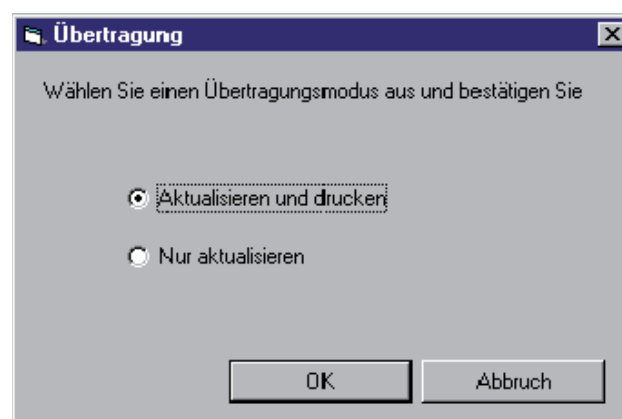 Übertragung
Wählen Sie einen Übertragungsmodus aus und bestätigen Sie
Aktualisieren und drucken
Nur aktualisieren
OK Abbruch